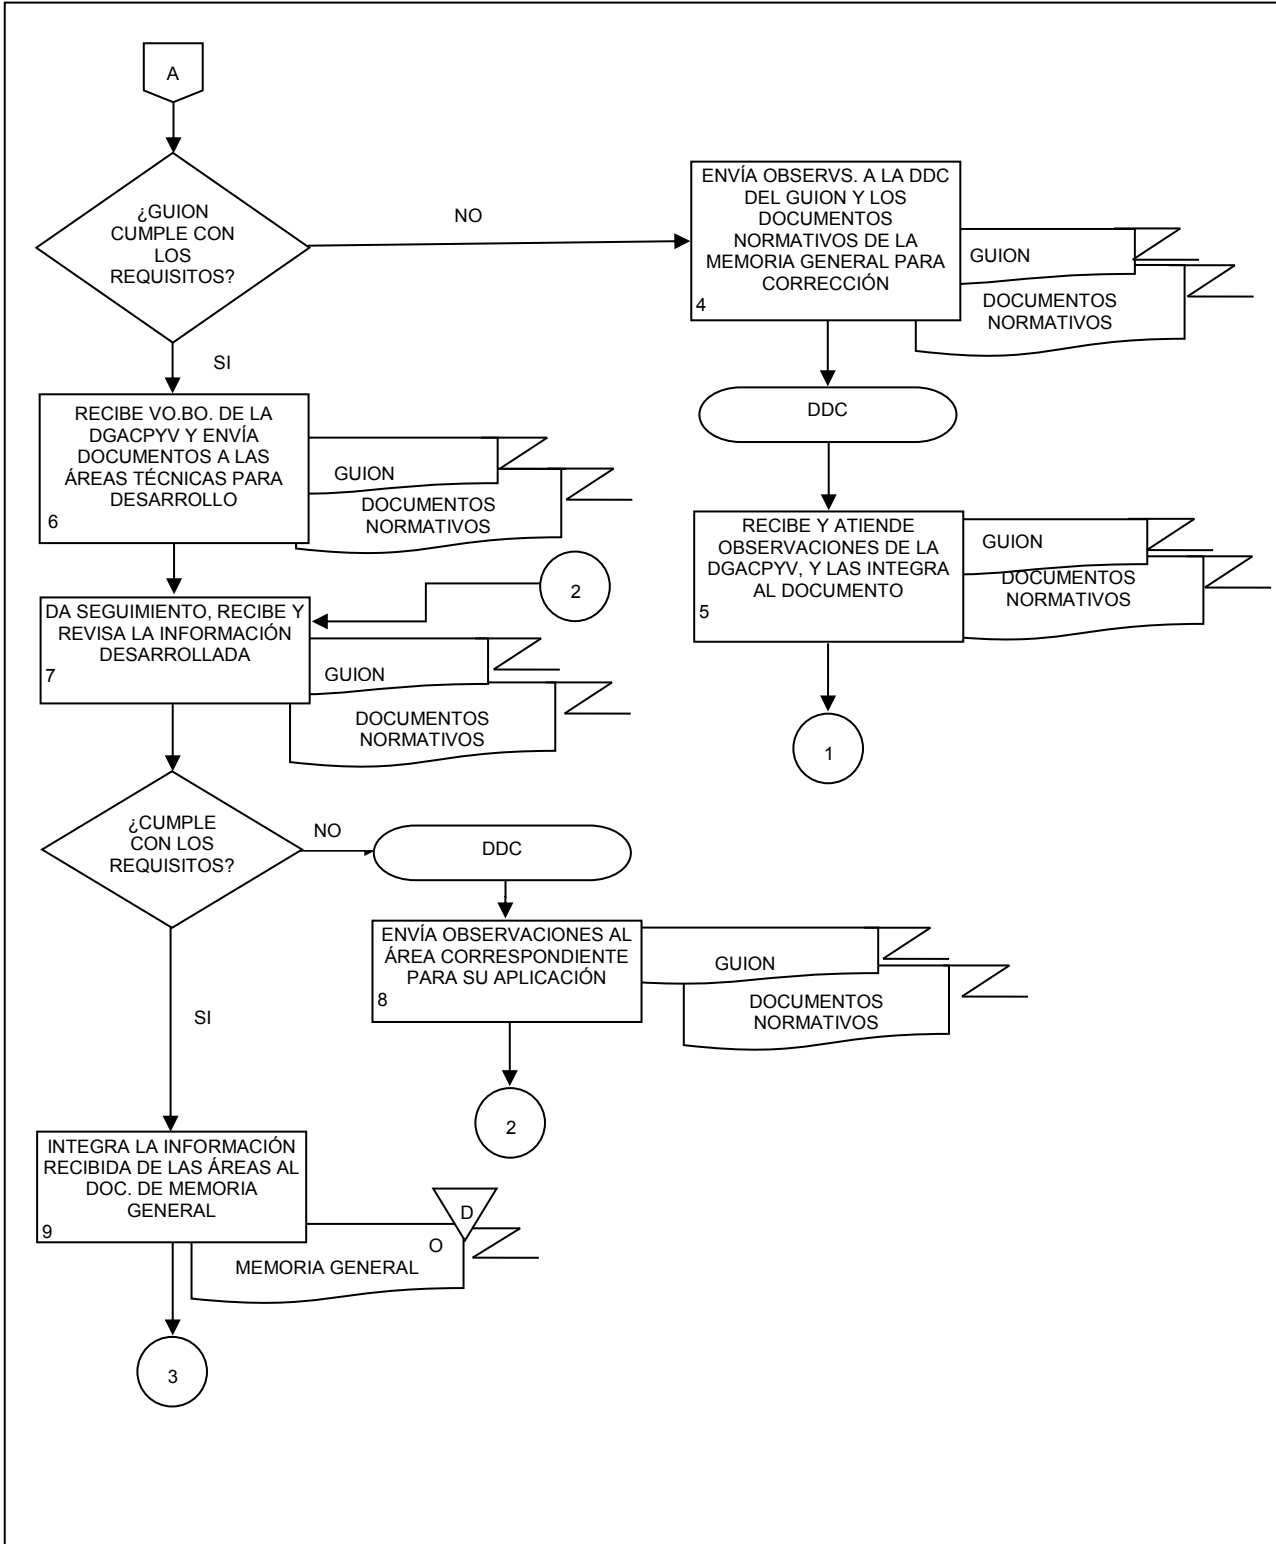 A
¿GUION
CUMPLE CON
LOS
REQUISITOS?
NO
ENVÍA OBSERVS. A LA DDC
DEL GUION Y LOS
DOCUMENTOS
NORMATIVOS DE LA
MEMORIA GENERAL PARA
CORRECCIÓN
4
GUION
DOCUMENTOS
NORMATIVOS
SI
DDC
RECIBE VO.BO. DE LA
DGACPYV Y ENVÍA
DOCUMENTOS A LAS
ÁREAS TÉCNICAS PARA
DESARROLLO
6
GUION
DOCUMENTOS
NORMATIVOS
RECIBE Y ATIENDE
OBSERVACIONES DE LA
DGACPYV, Y LAS INTEGRA
AL DOCUMENTO
5
GUION
DOCUMENTOS
NORMATIVOS
2
DA SEGUIMIENTO, RECIBE Y
REVISA LA INFORMACIÓN
DESARROLLADA
7
GUION
DOCUMENTOS
NORMATIVOS
1
¿CUMPLE
CON LOS
REQUISITOS?
NO
DDC
ENVÍA OBSERVACIONES AL
ÁREA CORRESPONDIENTE
PARA SU APLICACIÓN
8
GUION
DOCUMENTOS
NORMATIVOS
SI
2
INTEGRA LA INFORMACIÓN
RECIBIDA DE LAS ÁREAS AL
DOC. DE MEMORIA
GENERAL
9
D
O
MEMORIA GENERAL
3